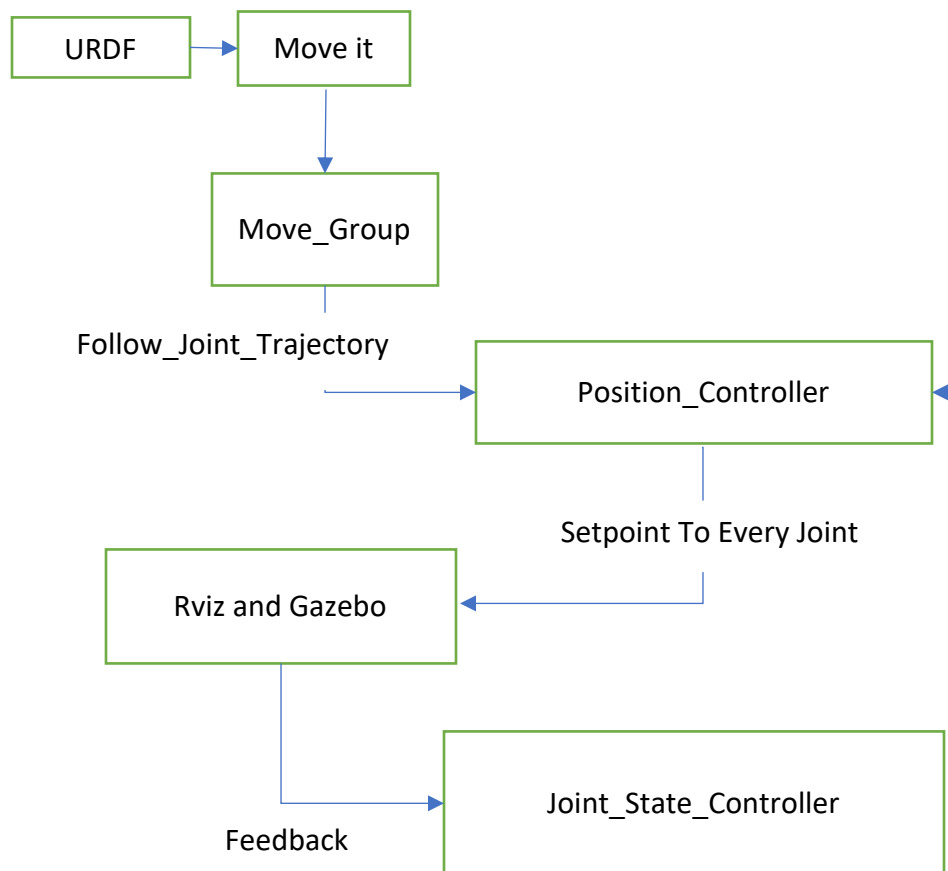 URDF
Move it
Move_Group
Follow_Joint_Trajectory
Position_Controller
Setpoint To Every Joint
Rviz and Gazebo
Joint_State_Controller
Feedback